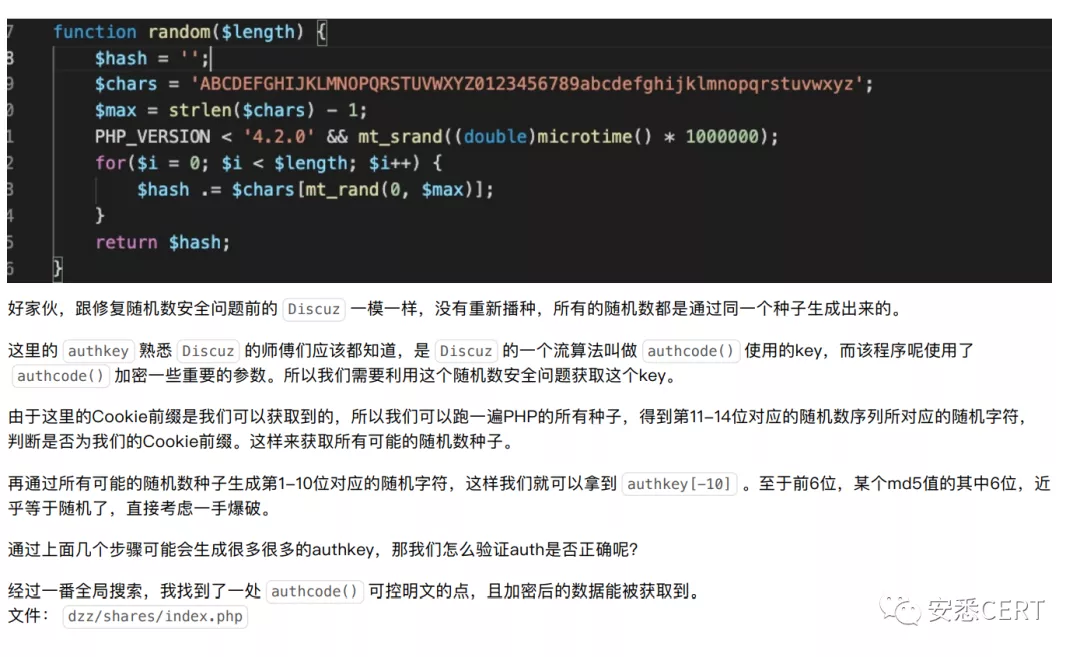 7 function random($length) {
8 $hash = '';
9 $chars = 'ABCDEFGHIJKLMNOPQRSTUVWXYZ0123456789abcdefghijklmnopqrstuvwxyz';
0 $max = strlen($chars) - 1;
1 PHP_VERSION < '4.2.0' && mt_srand((double)microtime() * 1000000);
2 for($i = 0; $i < $length; $i++) {
3 $hash .= $chars[mt_rand(0, $max)];
4 }
5 return $hash;
6 }
好家伙，跟修复随机数安全问题前的 Discuz 一模一样，没有重新播种，所有的随机数都是通过同一个种子生成出来的。
这里的 authkey 熟悉 Discuz 的师傅们应该都知道，是 Discuz 的一个流算法叫做 authcode() 使用的key，而该程序呢使用了
authcode() 加密一些重要的参数。所以我们需要利用这个随机数安全问题获取这个key。
由于这里的Cookie前缀是我们可以获取到的，所以我们可以跑一遍PHP的所有种子，得到第11-14位对应的随机数序列所对应的随机字符，
判断是否为我们的Cookie前缀。这样来获取所有可能的随机数种子。
再通过所有可能的随机数种子生成第1-10位对应的随机字符，这样我们就可以拿到 authkey[-10] 。至于前6位，某个md5值的其中6位，近
乎等于随机了，直接考虑一手爆破。
通过上面几个步骤可能会生成很多很多的authkey，那我们怎么验证auth是否正确呢?
经过一番全局搜索，我找到了一处 authcode() 可控明文的点，且加密后的数据能被获取到。
文件： dzz/shares/index.php
安悉CERT